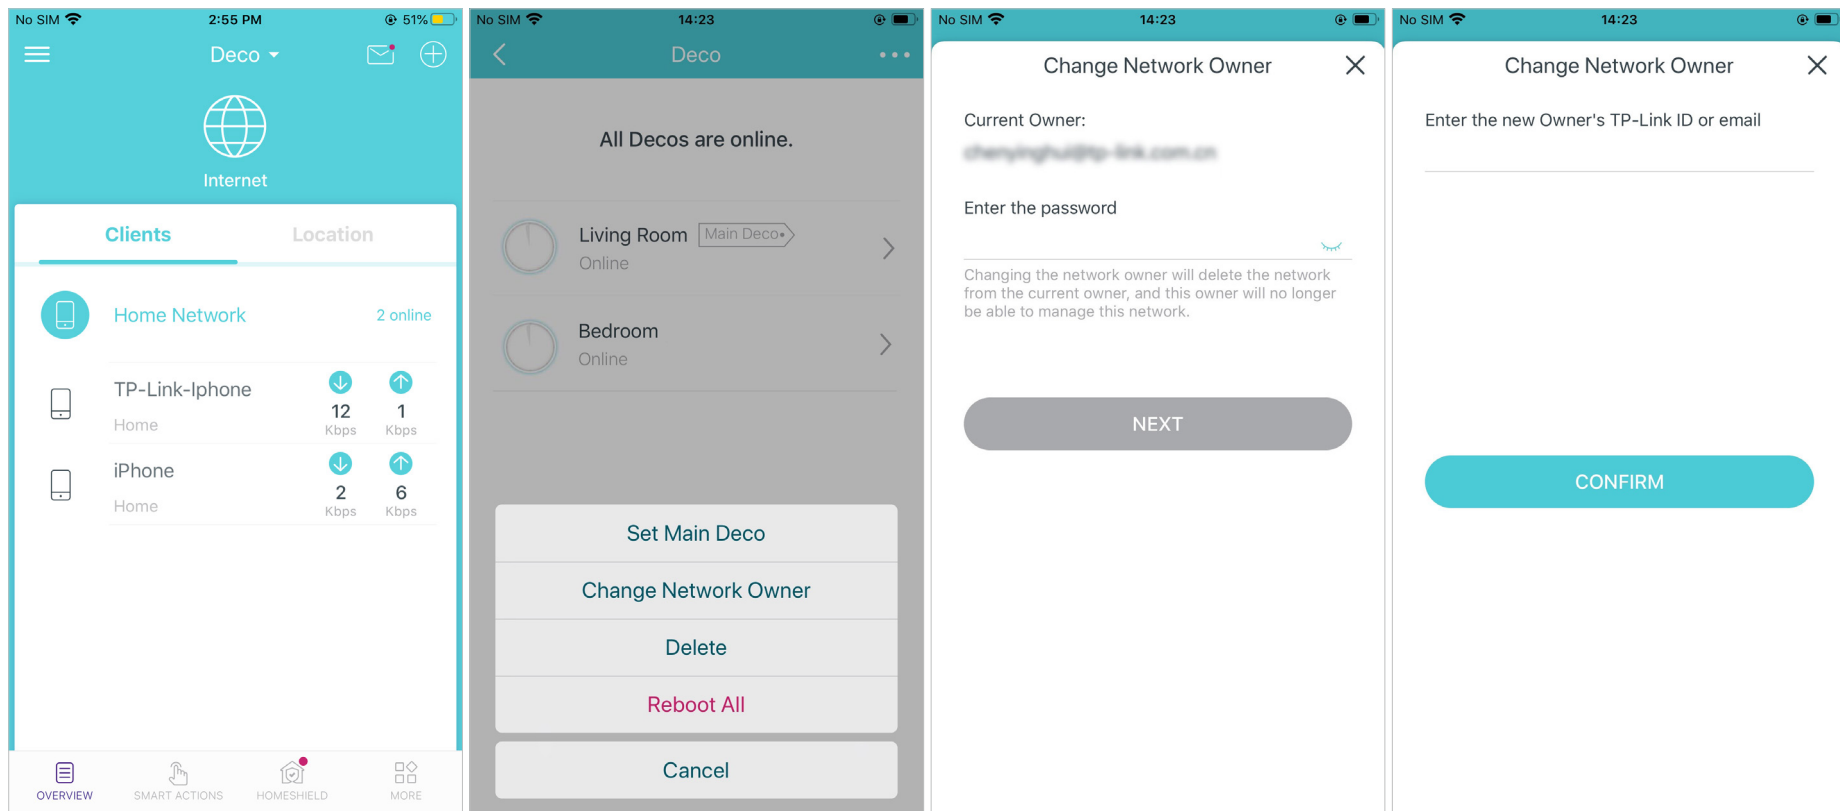 No SIM
2:55 PM
51%
Deco
Internet
Clients
Location
Home Network
2 online
TP-Link-Iphone
Home
12
Kbps
1
Kbps
iPhone
Home
2
Kbps
6
Kbps
OVERVIEW
SMART ACTIONS
HOMESHIELD
MORE
No SIM
14:23
Deco
All Decos are online.
Living Room
Main Deco
Online
Bedroom
Online
Set Main Deco
Change Network Owner
Delete
Reboot All
Cancel
No SIM
14:23
Change Network Owner
Current Owner:
Enter the password
Changing the network owner will delete the network
from the current owner, and this owner will no longer
be able to manage this network.
NEXT
No SIM
14:23
Change Network Owner
Enter the new Owner's TP-Link ID or email
CONFIRM